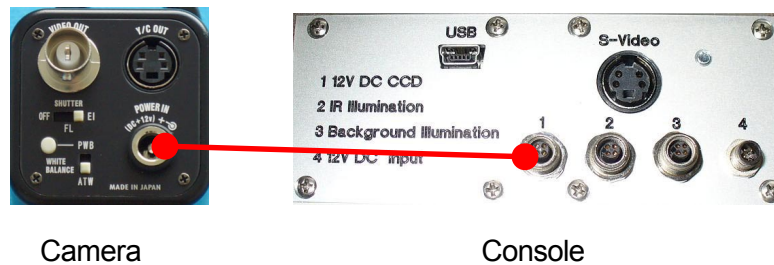 VIDEO OUT
Y/C OUT
SHUTTER
OFF EI
FL
POWER IN
(DC+12v)
PWB
WHITE
BALANCE
ATW
MADE IN JAPAN
USB
S-Video
1 12V DC CCD
2 IR Illumination
3 Background Illumination
4 12V DC Input
1 2 3 4
Camera
Console